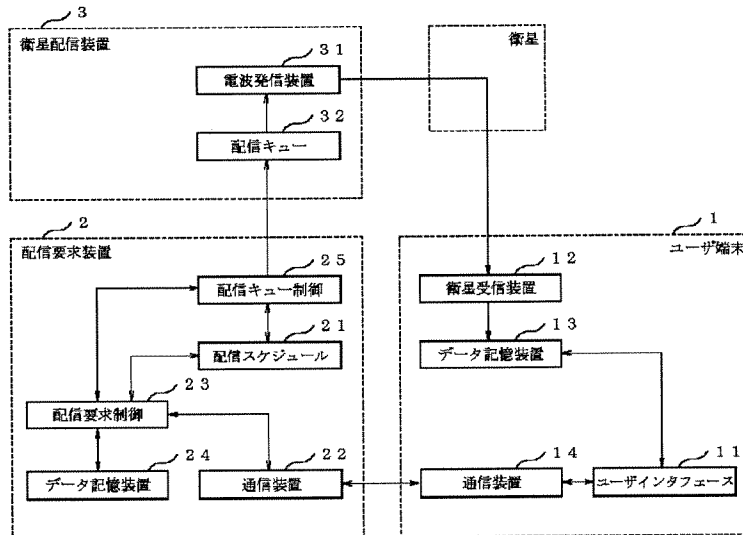 3
衛星配信装置
31
電波発信装置
32
配信キュー
衛星
2
配信要求装置
25
配信キュー制御
21
配信スケジュール
23
配信要求制御
24
データ記憶装置
22
通信装置
1
ユーザ端末
12
衛星受信装置
13
データ記憶装置
14
通信装置
11
ユーザインタフェース